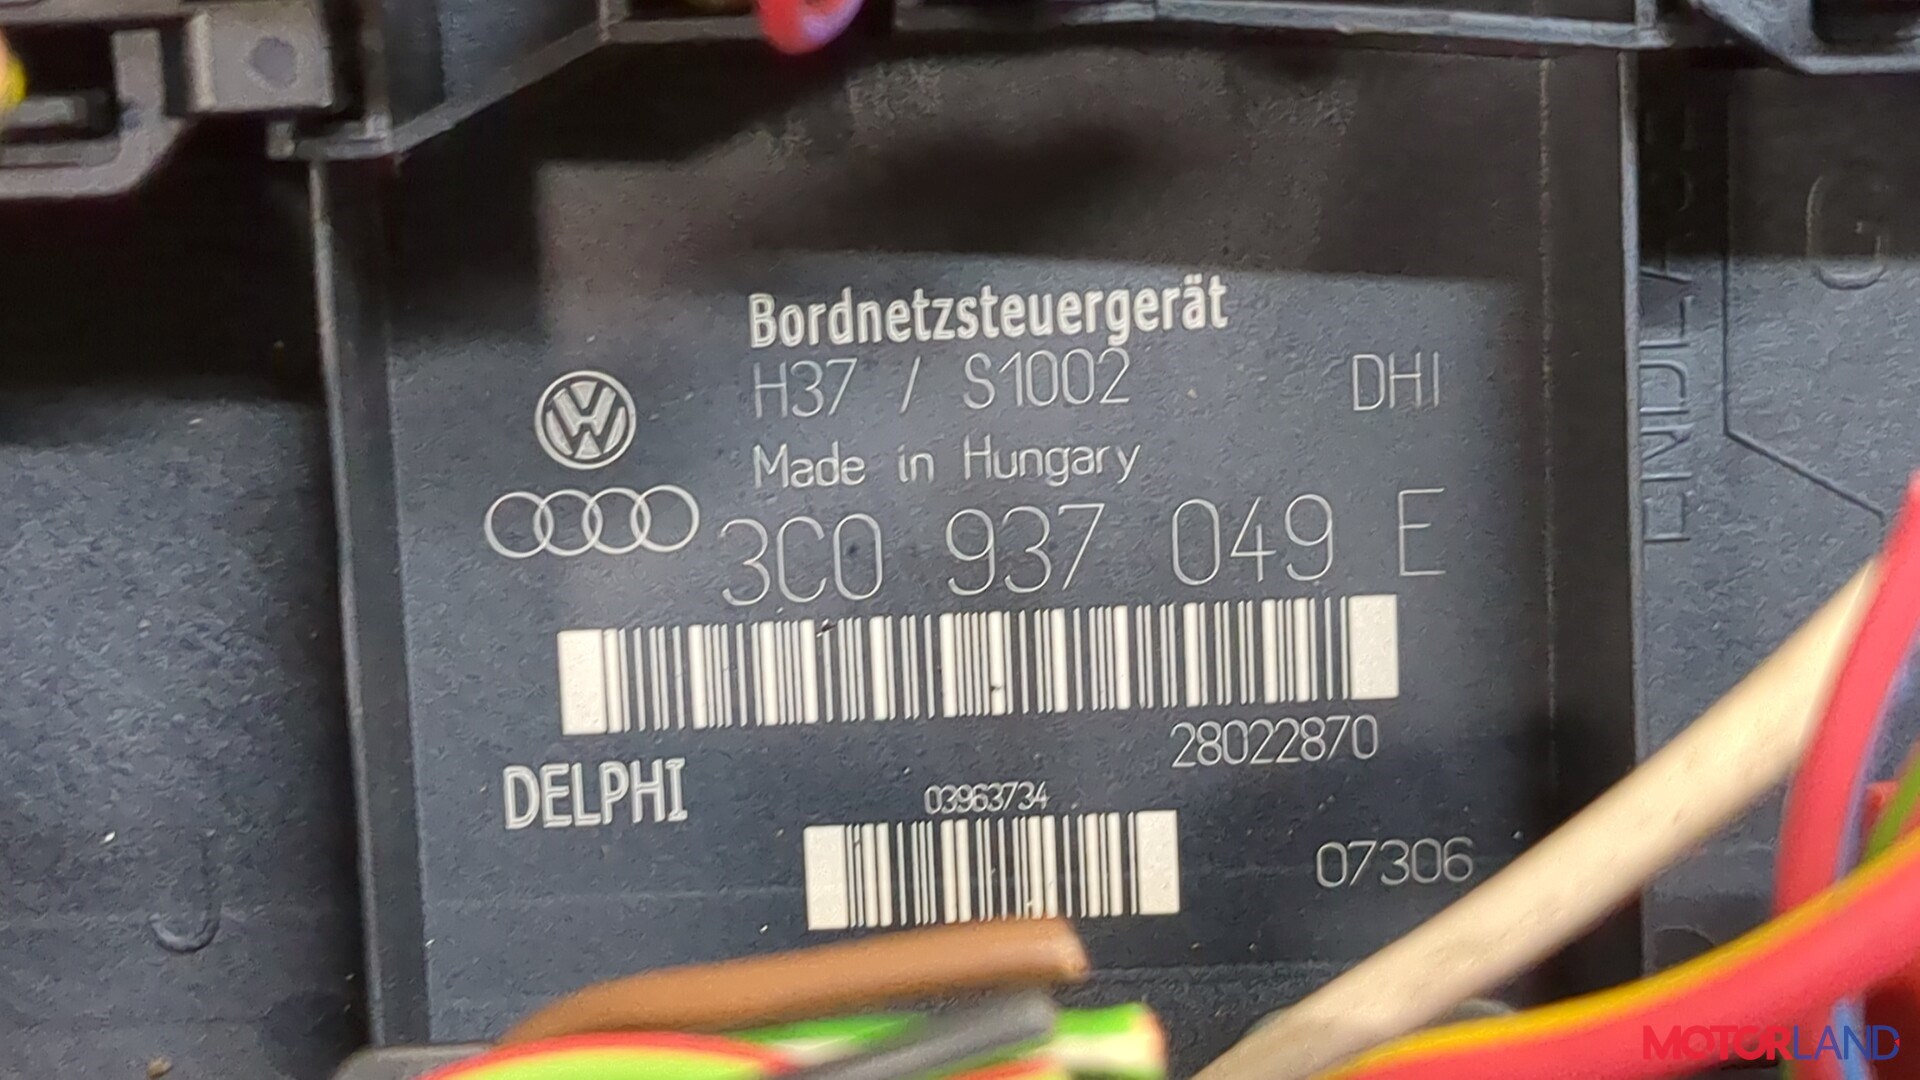 Bordnetzsteuergerät
H37 / S1002 DHI
Made in Hungary
3C0 937 049 E
28022870
DELPHI
03963734
07306
MOTORLAND